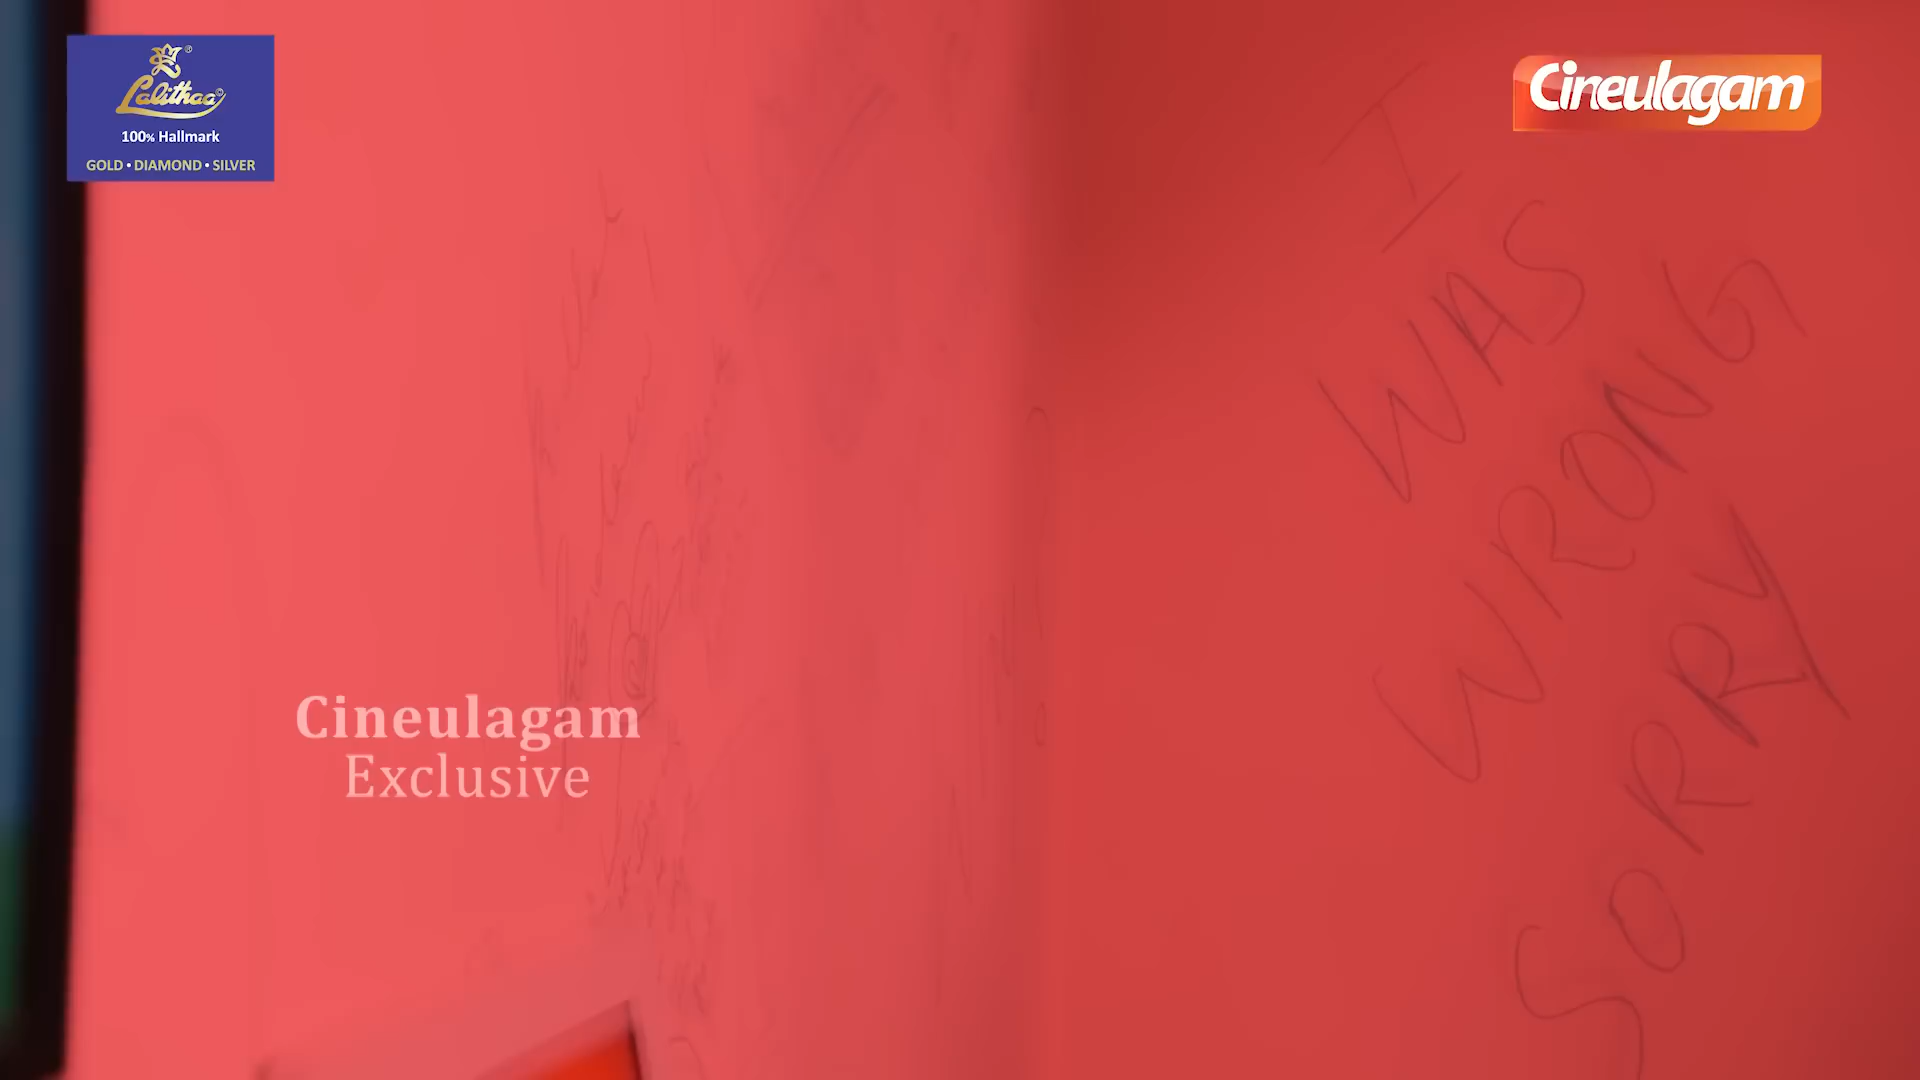 Lalithaa
100% Hallmark
GOLD • DIAMOND • SILVER
Cineulagam
I
WAS
WRONG
SORRY
Cineulagam
Exclusive